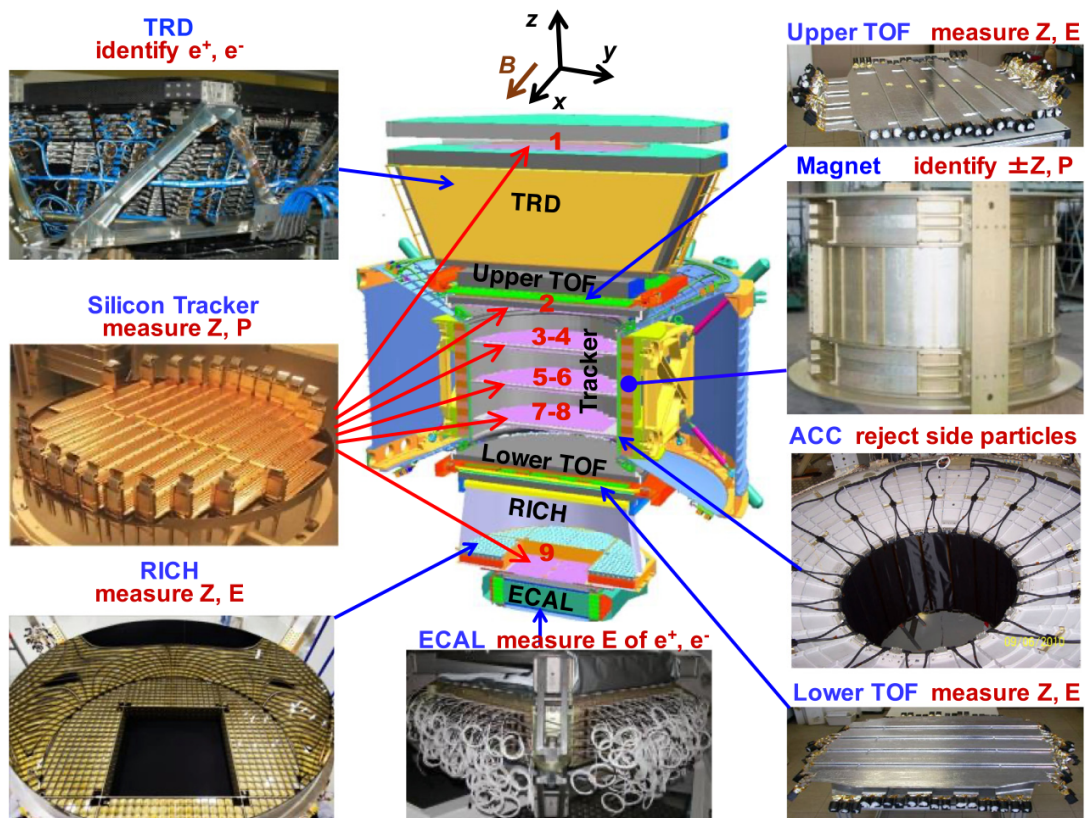 TRD
identify e⁺, e⁻
z
B
y
x
Upper TOF measure Z, E
1
TRD
Magnet identify ±Z, P
Upper TOF
Silicon Tracker
measure Z, P
2
3-4
5-6
7-8
Tracker
ACC reject side particles
Lower TOF
RICH
9
RICH
measure Z, E
ECAL
ECAL measure E of e⁺, e⁻
Lower TOF measure Z, E